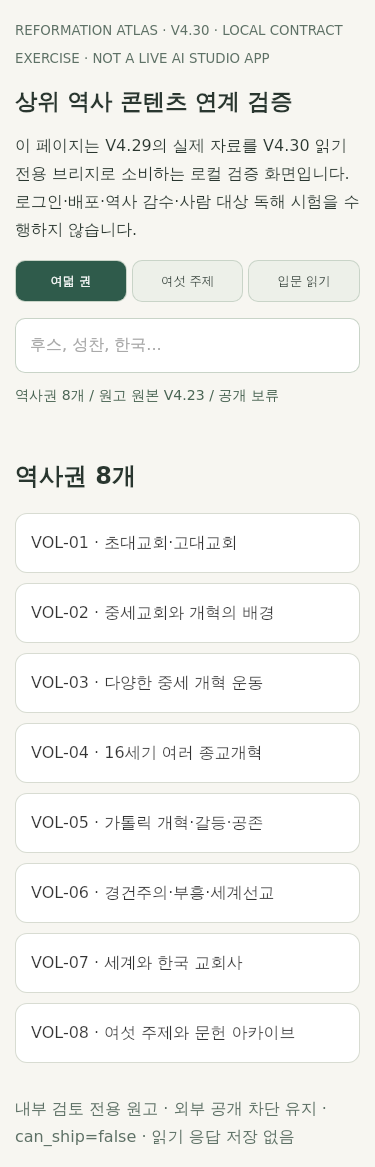 REFORMATION ATLAS · V4.30 · LOCAL CONTRACT
EXERCISE · NOT A LIVE AI STUDIO APP
상위 역사 콘텐츠 연계 검증
이 페이지는 V4.29의 실제 자료를 V4.30 읽기
전용 브리지로 소비하는 로컬 검증 화면입니다.
로그인·배포·역사 감수·사람 대상 독해 시험을 수
행하지 않습니다.
여덟 권
여섯 주제
입문 읽기
후스, 성찬, 한국...
역사권 8개 / 원고 원본 V4.23 / 공개 보류
역사권 8개
VOL-01 · 초대교회·고대교회
VOL-02 · 중세교회와 개혁의 배경
VOL-03 · 다양한 중세 개혁 운동
VOL-04 · 16세기 여러 종교개혁
VOL-05 · 가톨릭 개혁·갈등·공존
VOL-06 · 경건주의·부흥·세계선교
VOL-07 · 세계와 한국 교회사
VOL-08 · 여섯 주제와 문헌 아카이브
내부 검토 전용 원고 · 외부 공개 차단 유지 ·
can_ship=false · 읽기 응답 저장 없음